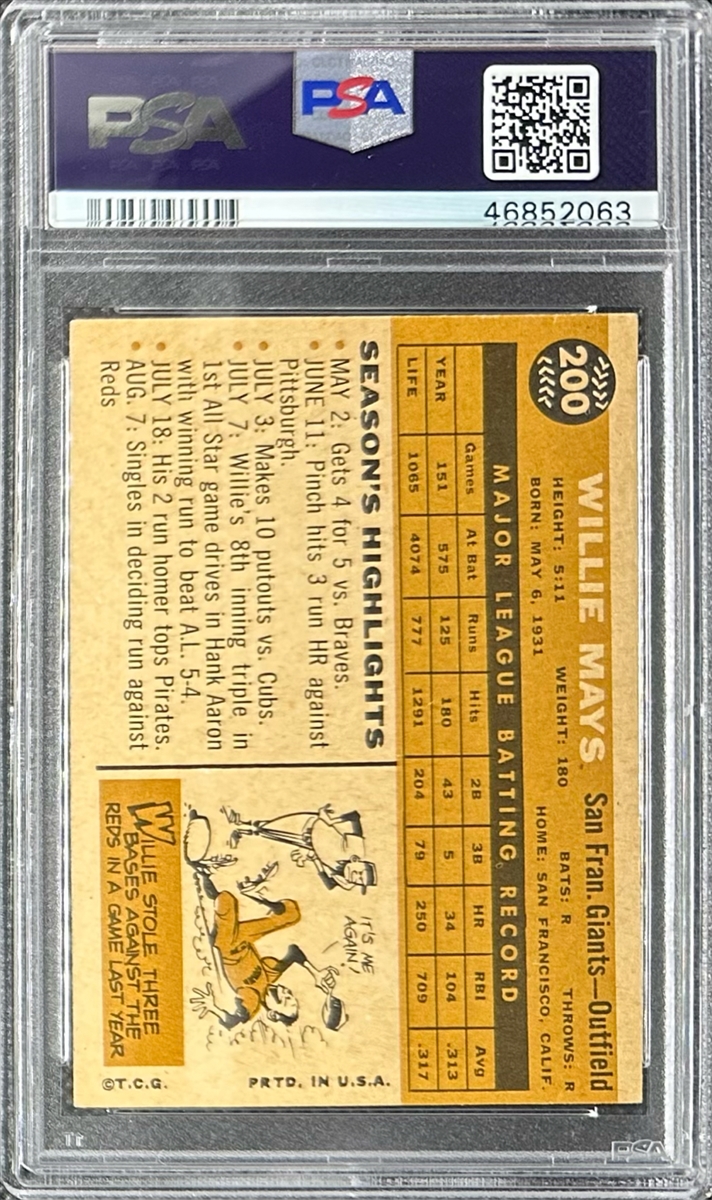 PSA
PSA
46852063
200
WILLIE MAYS San Fran. Giants—Outfield
HEIGHT: 5:11 WEIGHT: 180 BATS: R THROWS: R
BORN: MAY 6, 1931 HOME: SAN FRANCISCO, CALIF.
MAJOR LEAGUE BATTING RECORD
Games At Bat Runs Hits 2B 3B HR RBI Avg
YEAR 151 575 125 180 43 5 34 104 .313
LIFE 1065 4074 777 1291 204 79 250 709 .317
SEASON'S HIGHLIGHTS
• MAY 2: Gets 4 for 5 vs. Braves.
• JUNE 11: Pinch hits 3 run HR against
Pittsburgh.
• JULY 3: Makes 10 putouts vs. Cubs.
• JULY 7: Willie's 8th inning triple in
1st All Star game drives in Hank Aaron
with winning run to beat A.L. 5-4.
• JULY 18: His 2 run homer tops Pirates.
• AUG. 7: Singles in deciding run against
Reds
IT'S ME
AGAIN!
WILLIE STOLE THREE
BASES AGAINST THE
REDS IN A GAME LAST YEAR
©T.C.G. PRTD. IN U.S.A.
PSA